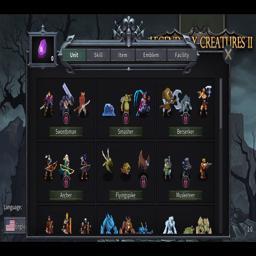 LEGENDARY CREATURES II
Unit Skill Item Emblem Facility
0
Swordsman Smasher Berserker
Archer Flyingspike Musketeer
Language: